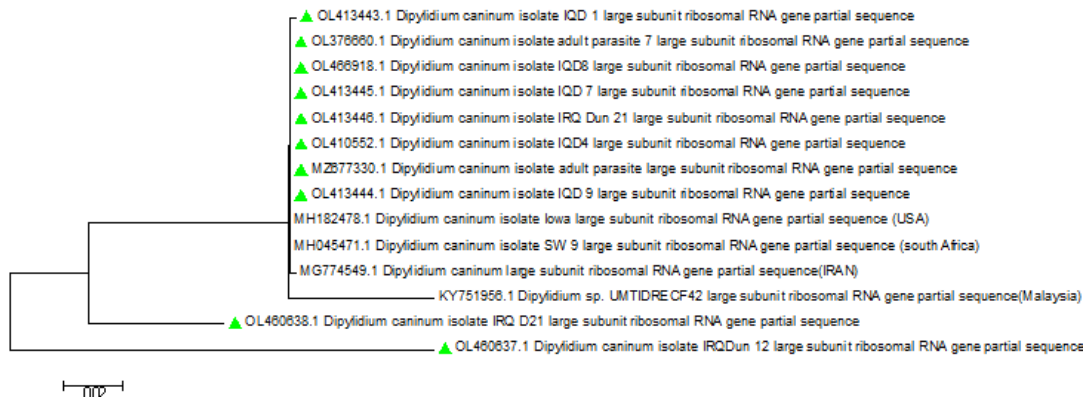 OL413443.1 Dipylidium caninum isolate IQD 1 large subunit ribosomal RNA gene partial sequence
OL376660.1 Dipylidium caninum isolate adult parasite 7 large subunit ribosomal RNA gene partial sequence
OL466918.1 Dipylidium caninum isolate IQD8 large subunit ribosomal RNA gene partial sequence
OL413445.1 Dipylidium caninum isolate IQD 7 large subunit ribosomal RNA gene partial sequence
OL413446.1 Dipylidium caninum isolate IRQ Dun 21 large subunit ribosomal RNA gene partial sequence
OL410552.1 Dipylidium caninum isolate IQD4 large subunit ribosomal RNA gene partial sequence
MZ677330.1 Dipylidium caninum isolate adult parasite large subunit ribosomal RNA gene partial sequence
OL413444.1 Dipylidium caninum isolate IQD 9 large subunit ribosomal RNA gene partial sequence
MH182478.1 Dipylidium caninum isolate Iowa large subunit ribosomal RNA gene partial sequence (USA)
MH045471.1 Dipylidium caninum isolate SW 9 large subunit ribosomal RNA gene partial sequence (south Africa)
MG774549.1 Dipylidium caninum large subunit ribosomal RNA gene partial sequence(IRAN)
KY751956.1 Dipylidium sp. UMTIDRECF42 large subunit ribosomal RNA gene partial sequence(Malaysia)
OL460638.1 Dipylidium caninum isolate IRQ D21 large subunit ribosomal RNA gene partial sequence
OL460637.1 Dipylidium caninum isolate IRQDun 12 large subunit ribosomal RNA gene partial sequence